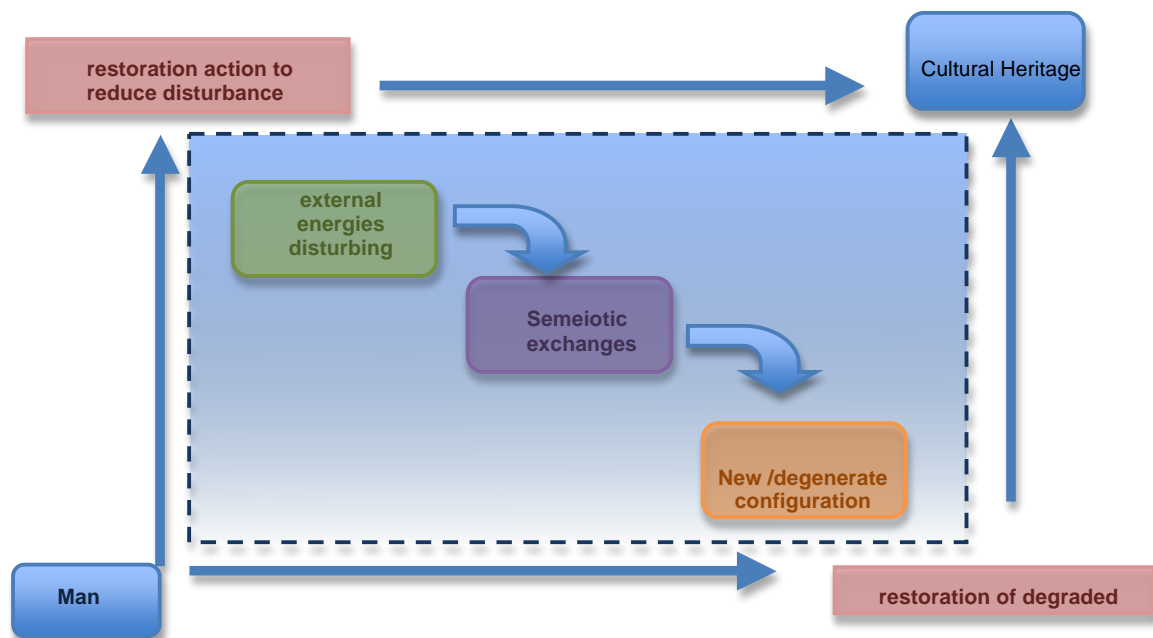 restoration action to
reduce disturbance
Cultural Heritage
external
energies
disturbing
Semeiotic
exchanges
New /degenerate
configuration
Man
restoration of degraded